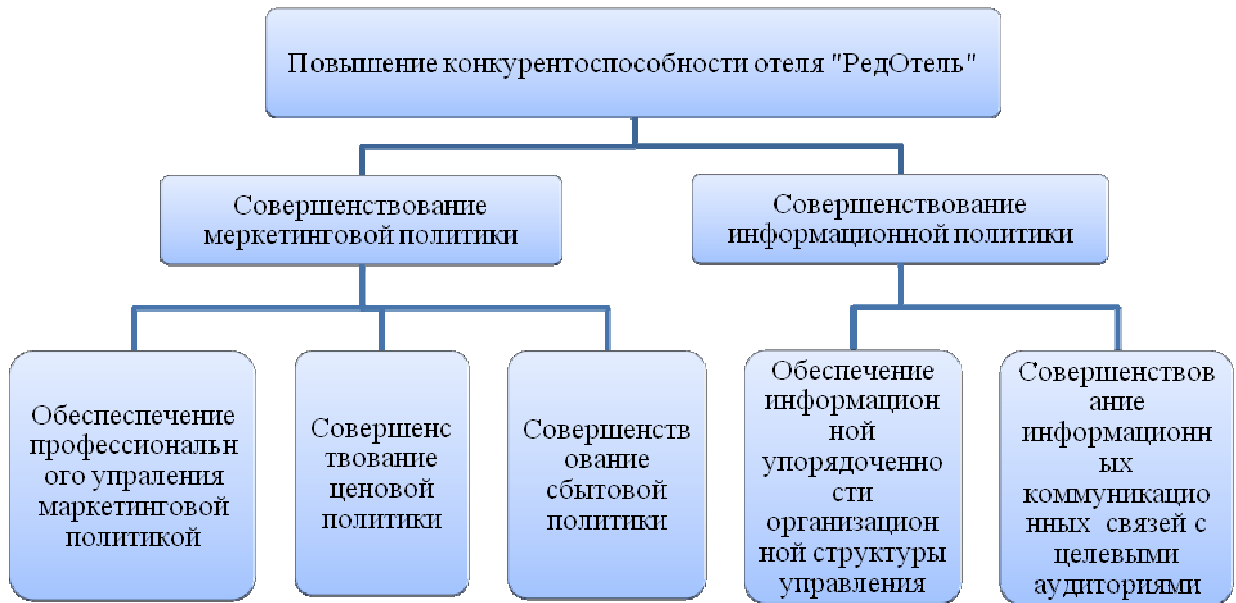 Повышение конкурентоспособности отеля "РедОтель"
Совершенствование
меркетинговой политики
Совершенствование
информационной политики
Обеспеспечение
профессиональн
ого упраления
маркетинговой
политикой
Совершенс
твование
ценовой
политики
Совершенств
ование
сбытовой
политики
Обеспечение
информацион
ной
упорядоченно
сти
организацион
ной структуры
управления
Совершенствов
ание
информационн
ых
коммуникацио
нных связей с
целевыми
аудиториями